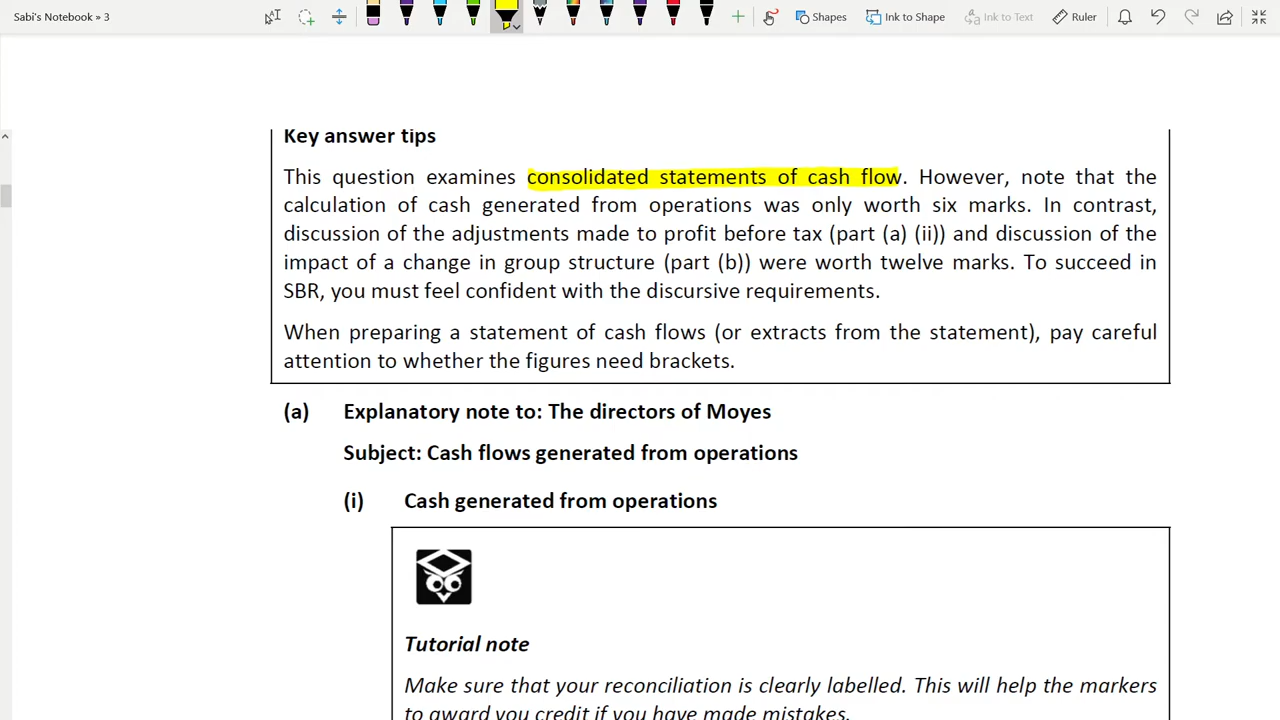 Sabi's Notebook » 3
Shapes
Ink to Shape
Ink to Text
Ruler
Key answer tips
This question examines consolidated statements of cash flow. However, note that the
calculation of cash generated from operations was only worth six marks. In contrast,
discussion of the adjustments made to profit before tax (part (a) (ii)) and discussion of the
impact of a change in group structure (part (b)) were worth twelve marks. To succeed in
SBR, you must feel confident with the discursive requirements.
When preparing a statement of cash flows (or extracts from the statement), pay careful
attention to whether the figures need brackets.
(a) Explanatory note to: The directors of Moyes
Subject: Cash flows generated from operations
(i) Cash generated from operations
Tutorial note
Make sure that your reconciliation is clearly labelled. This will help the markers
to award you credit if you have made mistakes.